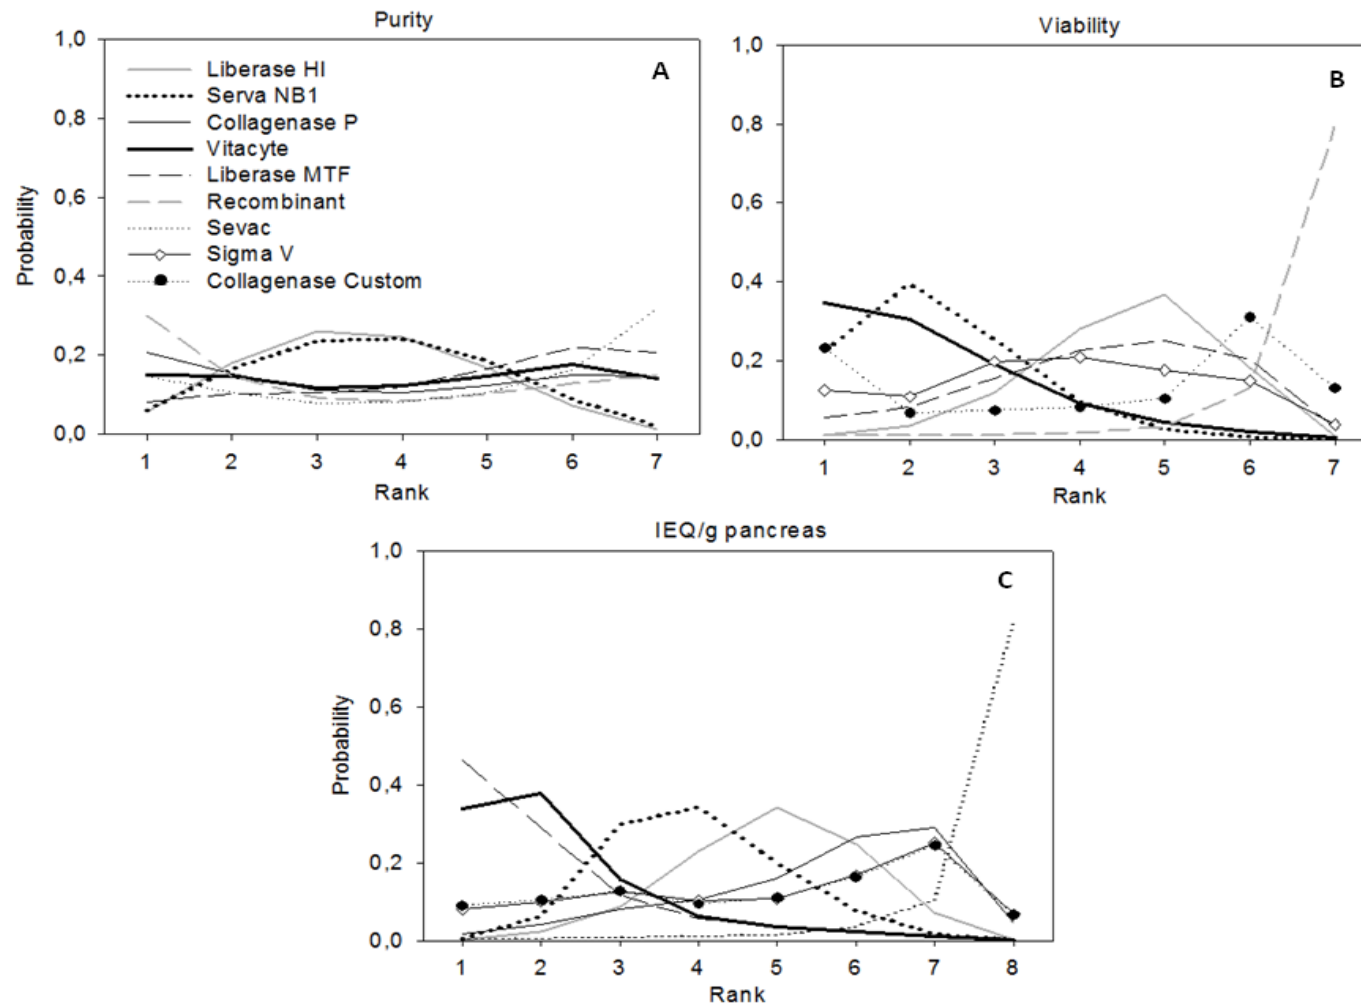 Purity
A
1,0
0,8
0,6
0,4
0,2
0,0
Probability
Liberase HI
Serva NB1
Collagenase P
Vitacyte
Liberase MTF
Recombinant
Sevac
Sigma V
Collagenase Custom
1 2 3 4 5 6 7
Rank
Viability
B
1,0
0,8
0,6
0,4
0,2
0,0
Probability
1 2 3 4 5 6 7
Rank
IEQ/g pancreas
C
1,0
0,8
0,6
0,4
0,2
0,0
Probability
1 2 3 4 5 6 7 8
Rank